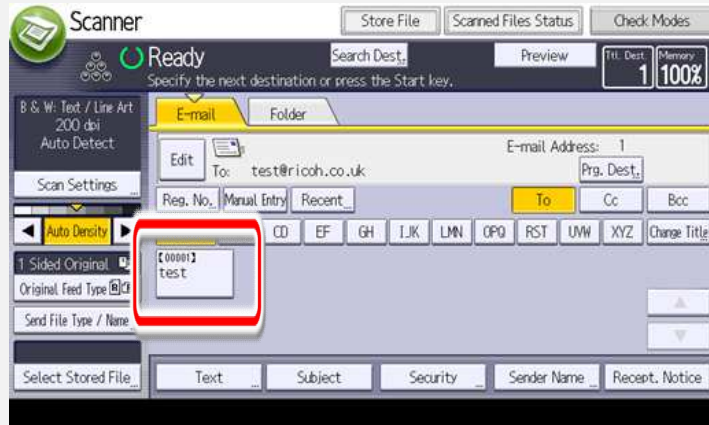 Scanner
Store File
Scanned Files Status
Check Modes
Ready
Search Dest.
Preview
Ttl. Dest.
1
Memory
100%
Specify the next destination or press the Start key.
B & W: Text / Line Art
200 dpi
Auto Detect
Scan Settings
Auto Density
1 Sided Original
Original Feed Type
Send File Type / Name
Select Stored File
E-mail
Folder
Edit
To: test@ricoh.co.uk
E-mail Address: 1
Prg. Dest.
Reg. No.
Manual Entry
Recent
To
Cc
Bcc
CD
EF
GH
IJK
LMN
OPQ
RST
UVW
XYZ
Change Title
【00001】
test
Text
Subject
Security
Sender Name
Recept. Notice